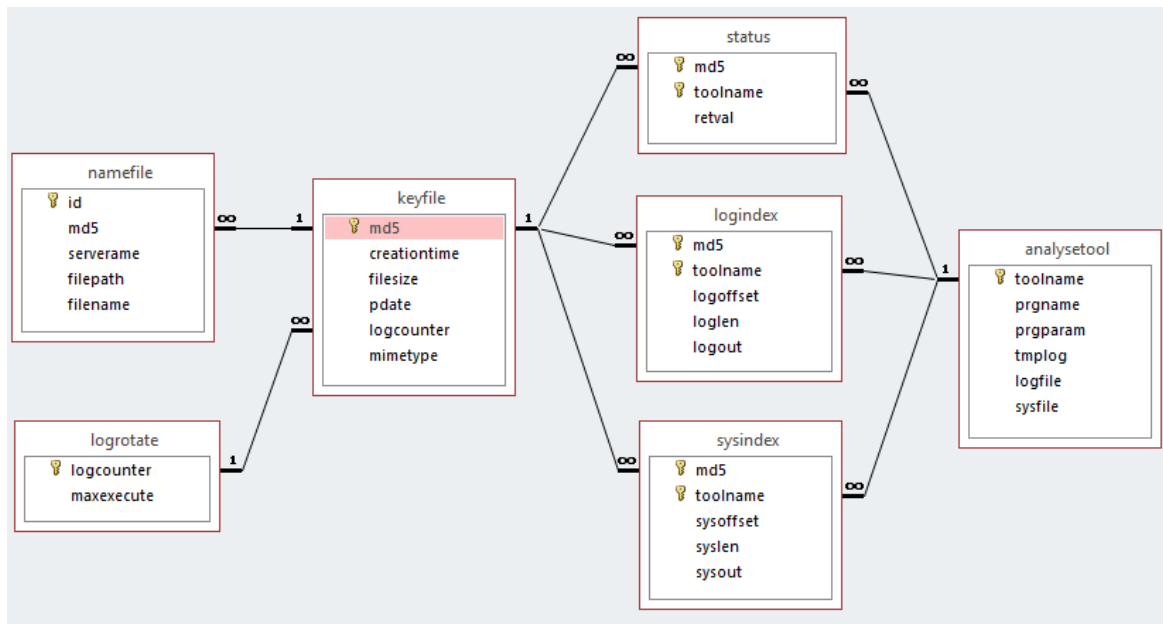 namefile
id
md5
serverame
filepath
filename
∞
1
keyfile
md5
creationtime
filesize
pdate
logcounter
mimetype
∞
1
logrotate
logcounter
maxexecute
1
status
md5
toolname
retval
∞
∞
logindex
md5
toolname
logoffset
loglen
logout
∞
∞
sysindex
md5
toolname
sysoffset
syslen
sysout
∞
∞
analysetool
toolname
prgname
prgparam
tmplog
logfile
sysfile
1